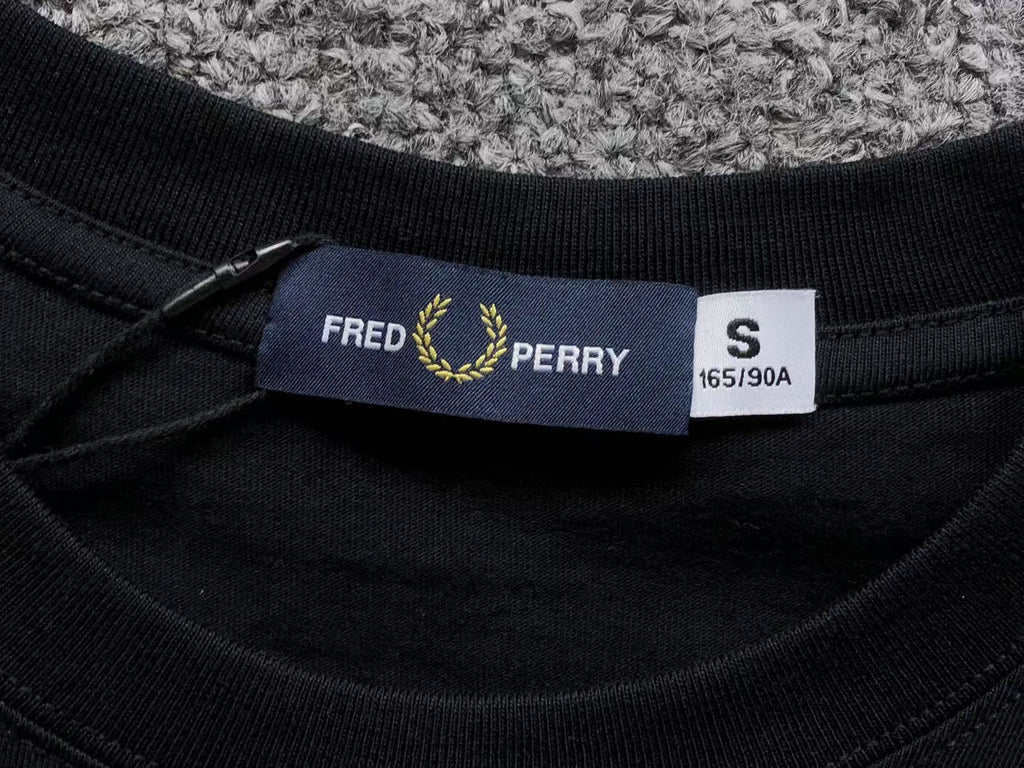 FRED PERRY
S
165/90A